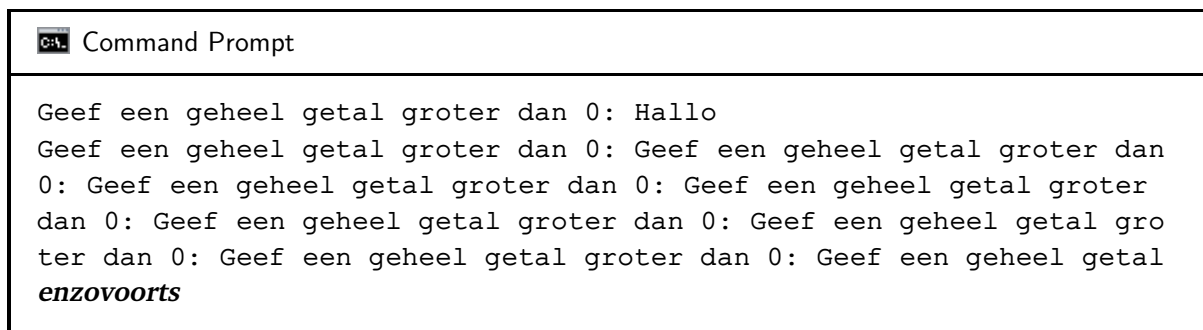 C:\_ Command Prompt
Geef een geheel getal groter dan 0: Hallo
Geef een geheel getal groter dan 0: Geef een geheel getal groter dan
0: Geef een geheel getal groter dan 0: Geef een geheel getal groter
dan 0: Geef een geheel getal groter dan 0: Geef een geheel getal gro
ter dan 0: Geef een geheel getal groter dan 0: Geef een geheel getal
enzovoorts